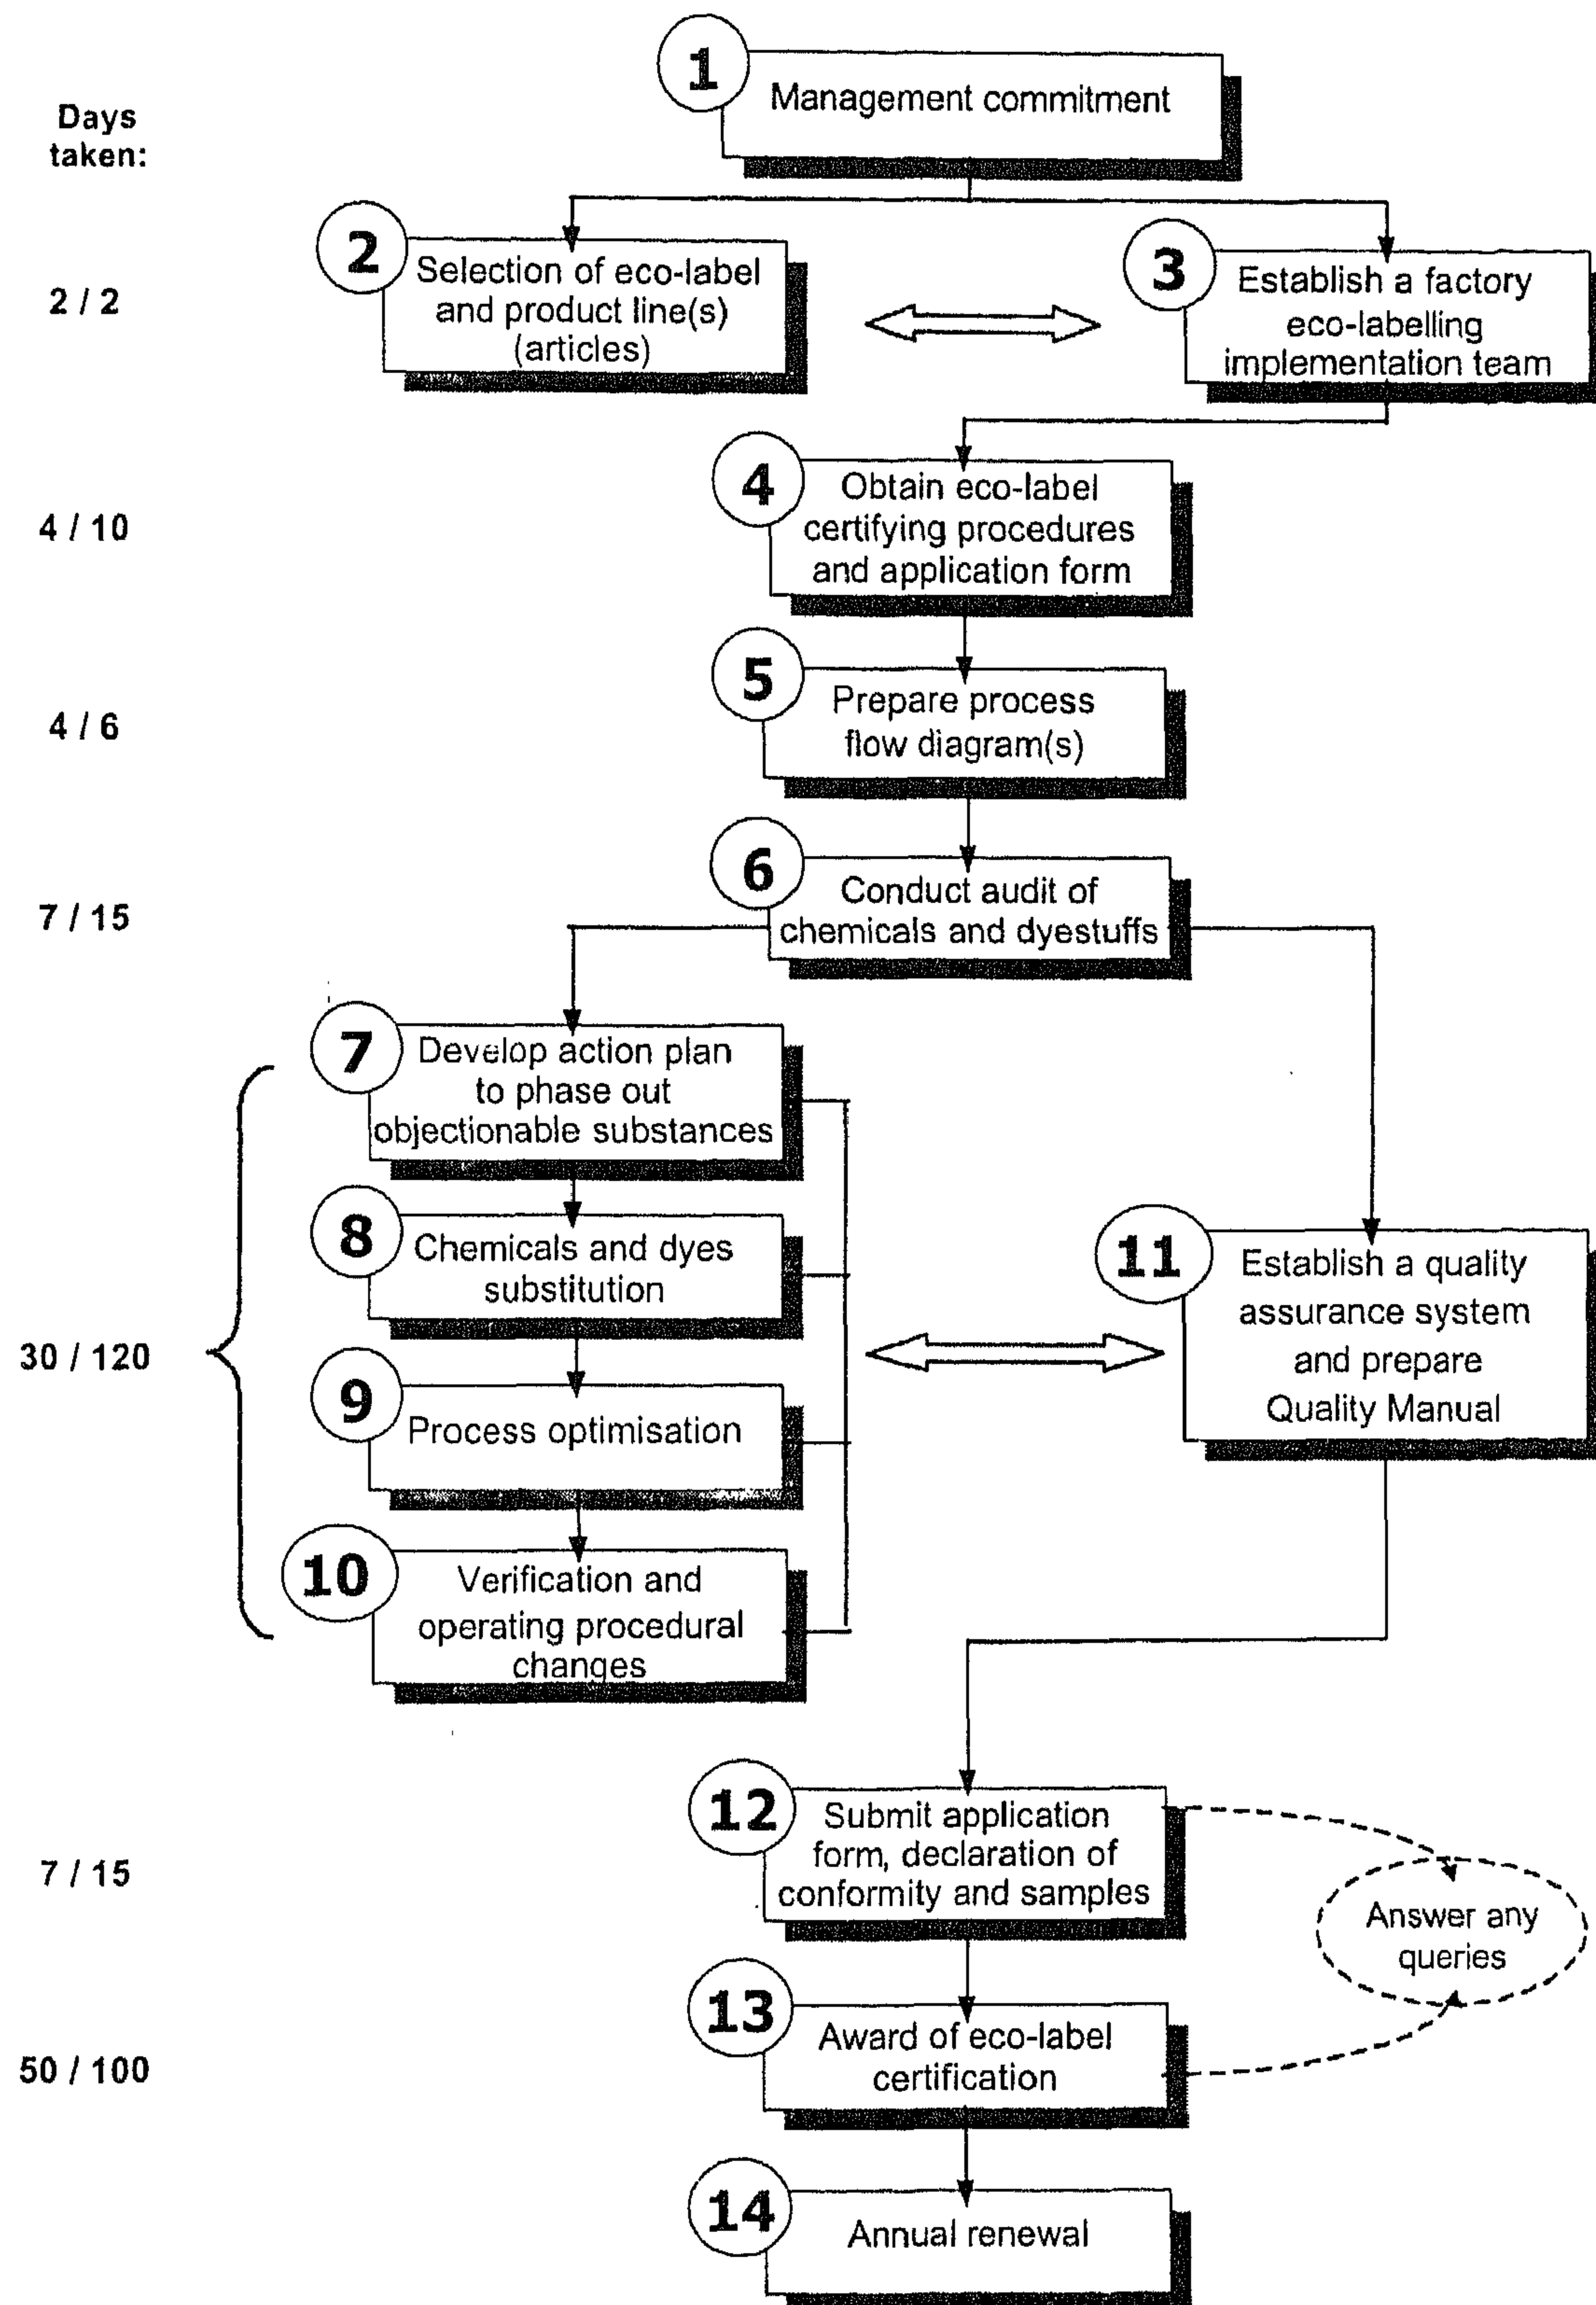 1
Management commitment
Days
taken:
2
Selection of eco-label
and product line(s)
(articles)
3
Establish a factory
eco-labelling
implementation team
2 / 2
4
Obtain eco-label
certifying procedures
and application form
4 / 10
5
Prepare process
flow diagram(s)
4 / 6
6
Conduct audit of
chemicals and dyestuffs
7 / 15
7
Develop action plan
to phase out
objectionable substances
8
Chemicals and dyes
substitution
11
Establish a quality
assurance system
and prepare
Quality Manual
30 / 120
9
Process optimisation
10
Verification and
operating procedural
changes
12
Submit application
form, declaration of
conformity and samples
7 / 15
Answer any
queries
13
Award of eco-label
certification
50 / 100
14
Annual renewal